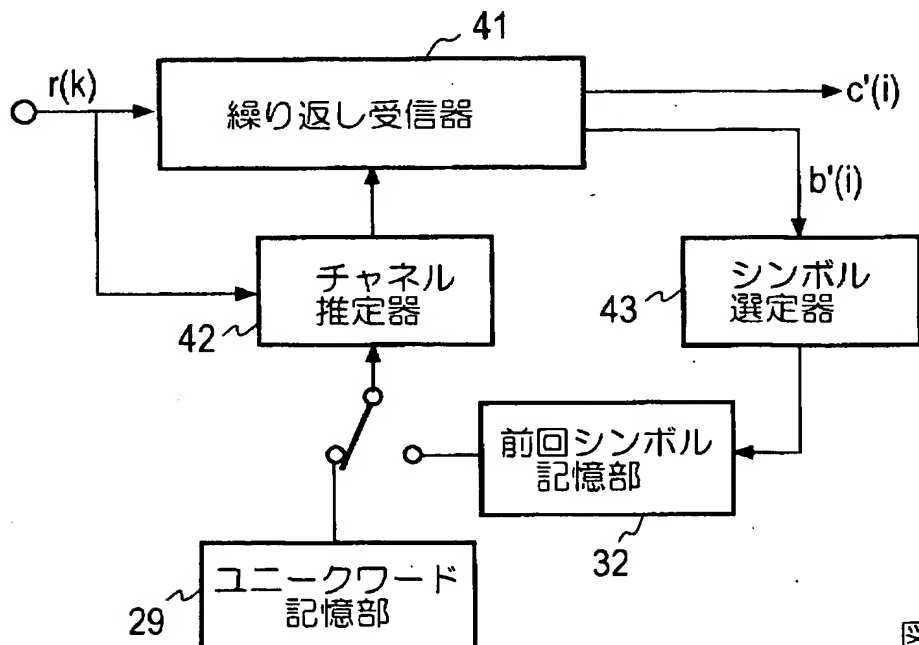 41
r(k)
繰り返し受信器
c'(i)
b'(i)
チャネル
推定器
42
シンボル
選定器
43
前回シンボル
記憶部
32
ユニークワード
記憶部
29
図